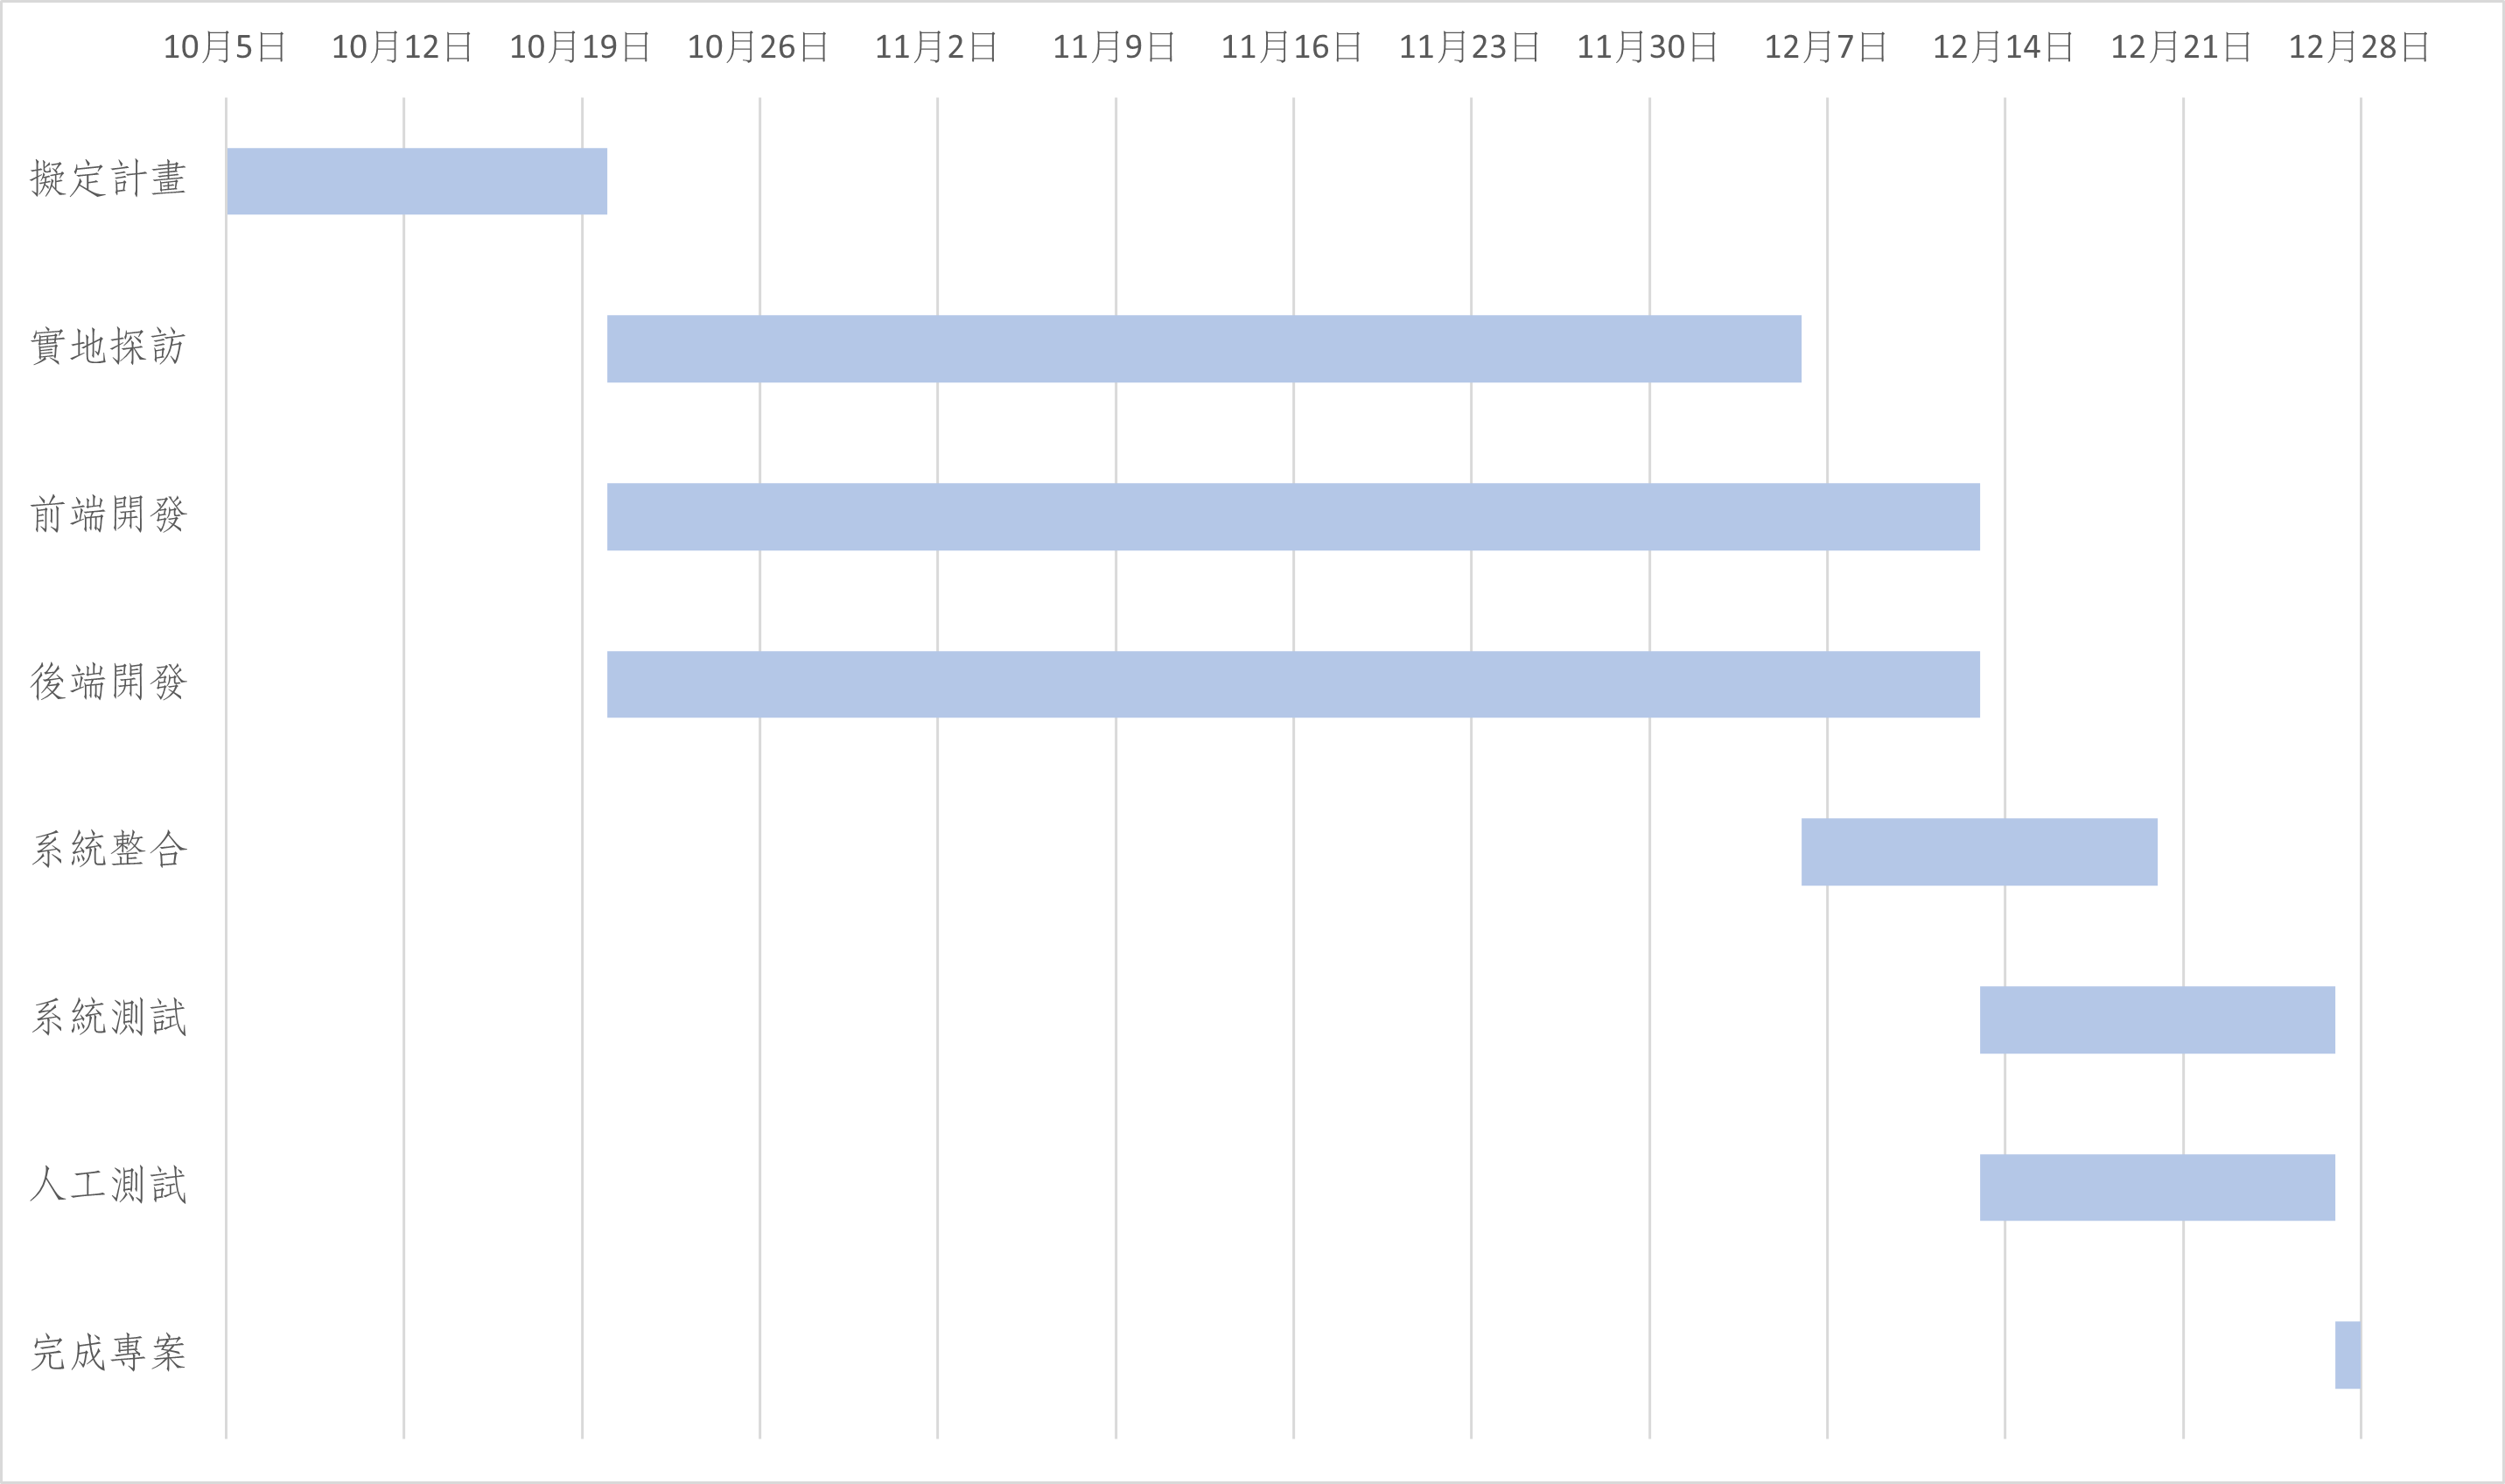 10月5日 10月12日 10月19日 10月26日 11月2日 11月9日 11月16日 11月23日 11月30日 12月7日 12月14日 12月21日 12月28日
擬定計畫
實地探訪
前端開發
後端開發
系統整合
系統測試
人工測試
完成專案